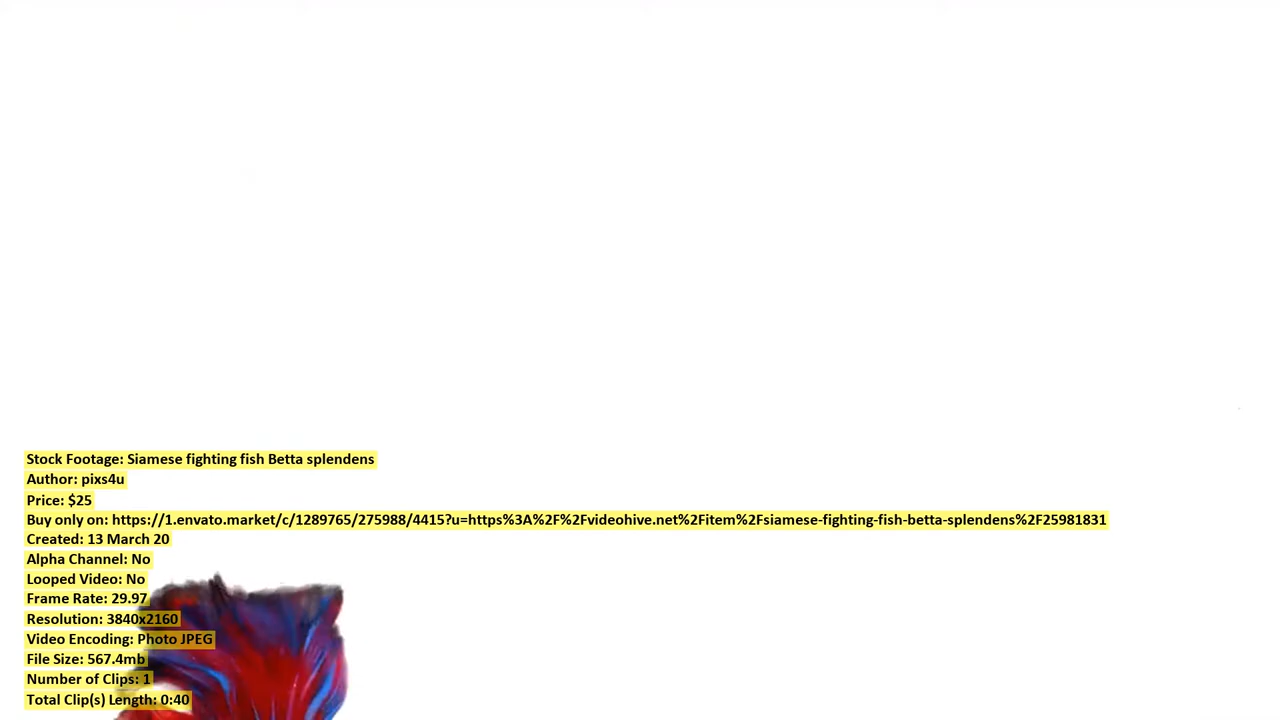 Stock Footage: Siamese fighting fish Betta splendens
Author: pixs4u
Price: $25
Buy only on: https://1.envato.market/c/1289765/275988/4415?u=https%3A%2F%2Fvideohive.net%2Fitem%2Fsiamese-fighting-fish-betta-splendens%2F25981831
Created: 13 March 20
Alpha Channel: No
Looped Video: No
Frame Rate: 29.97
Resolution: 3840x2160
Video Encoding: Photo JPEG
File Size: 567.4mb
Number of Clips: 1
Total Clip(s) Length: 0:40